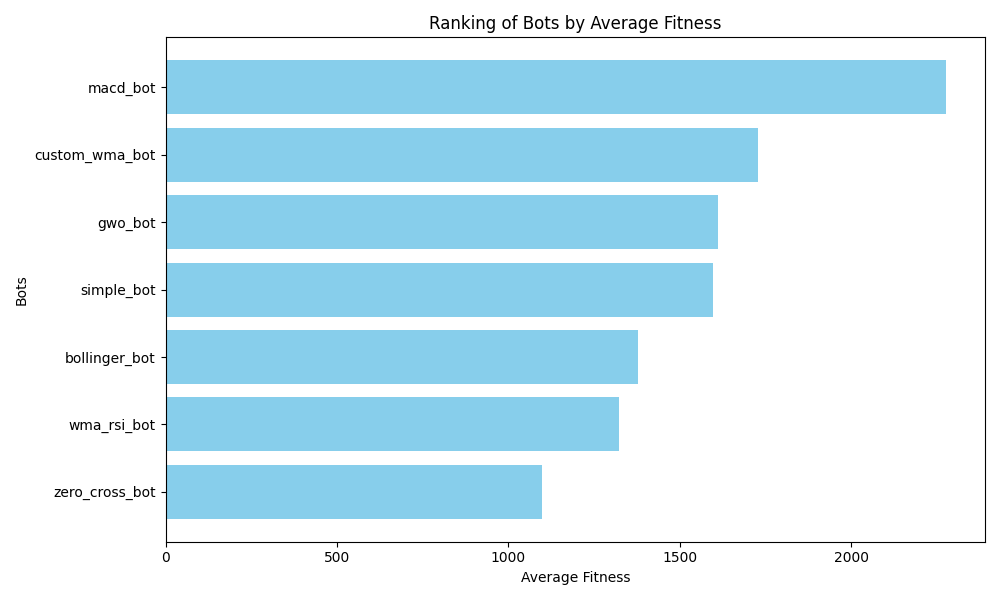 Ranking of Bots by Average Fitness
macd_bot
custom_wma_bot
gwo_bot
simple_bot
bollinger_bot
wma_rsi_bot
zero_cross_bot
Bots
0 500 1000 1500 2000
Average Fitness